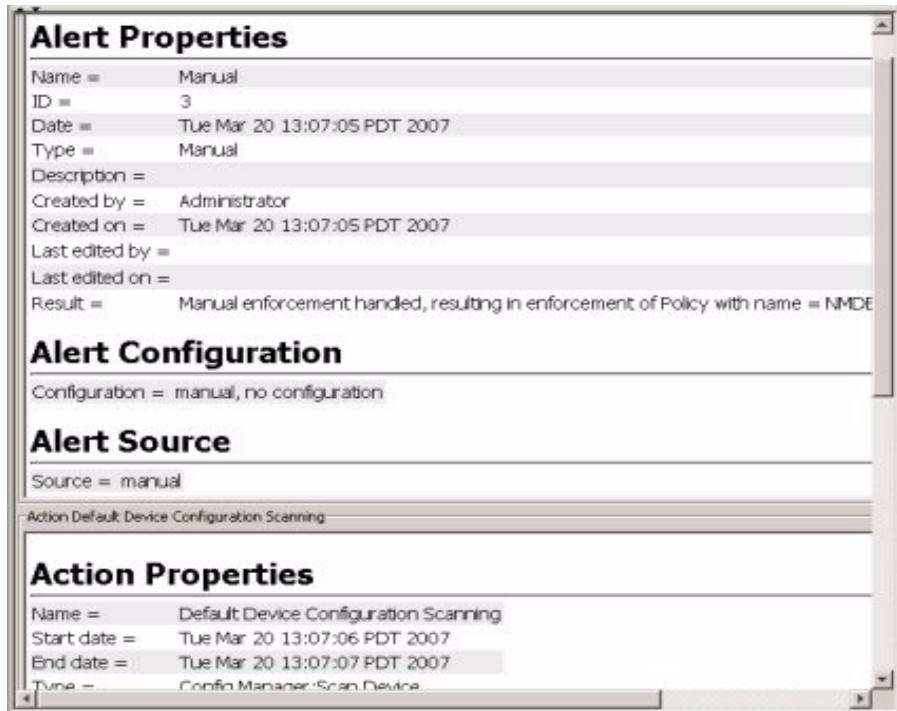 Alert Properties
Name = Manual
ID = 3
Date = Tue Mar 20 13:07:05 PDT 2007
Type = Manual
Description =
Created by = Administrator
Created on = Tue Mar 20 13:07:05 PDT 2007
Last edited by =
Last edited on =
Result = Manual enforcement handled, resulting in enforcement of Policy with name = NMDB
Alert Configuration
Configuration = manual, no configuration
Alert Source
Source = manual
Action Default Device Configuration Scanning
Action Properties
Name = Default Device Configuration Scanning
Start date = Tue Mar 20 13:07:06 PDT 2007
End date = Tue Mar 20 13:07:07 PDT 2007
Type = Config Manager:Scan Device